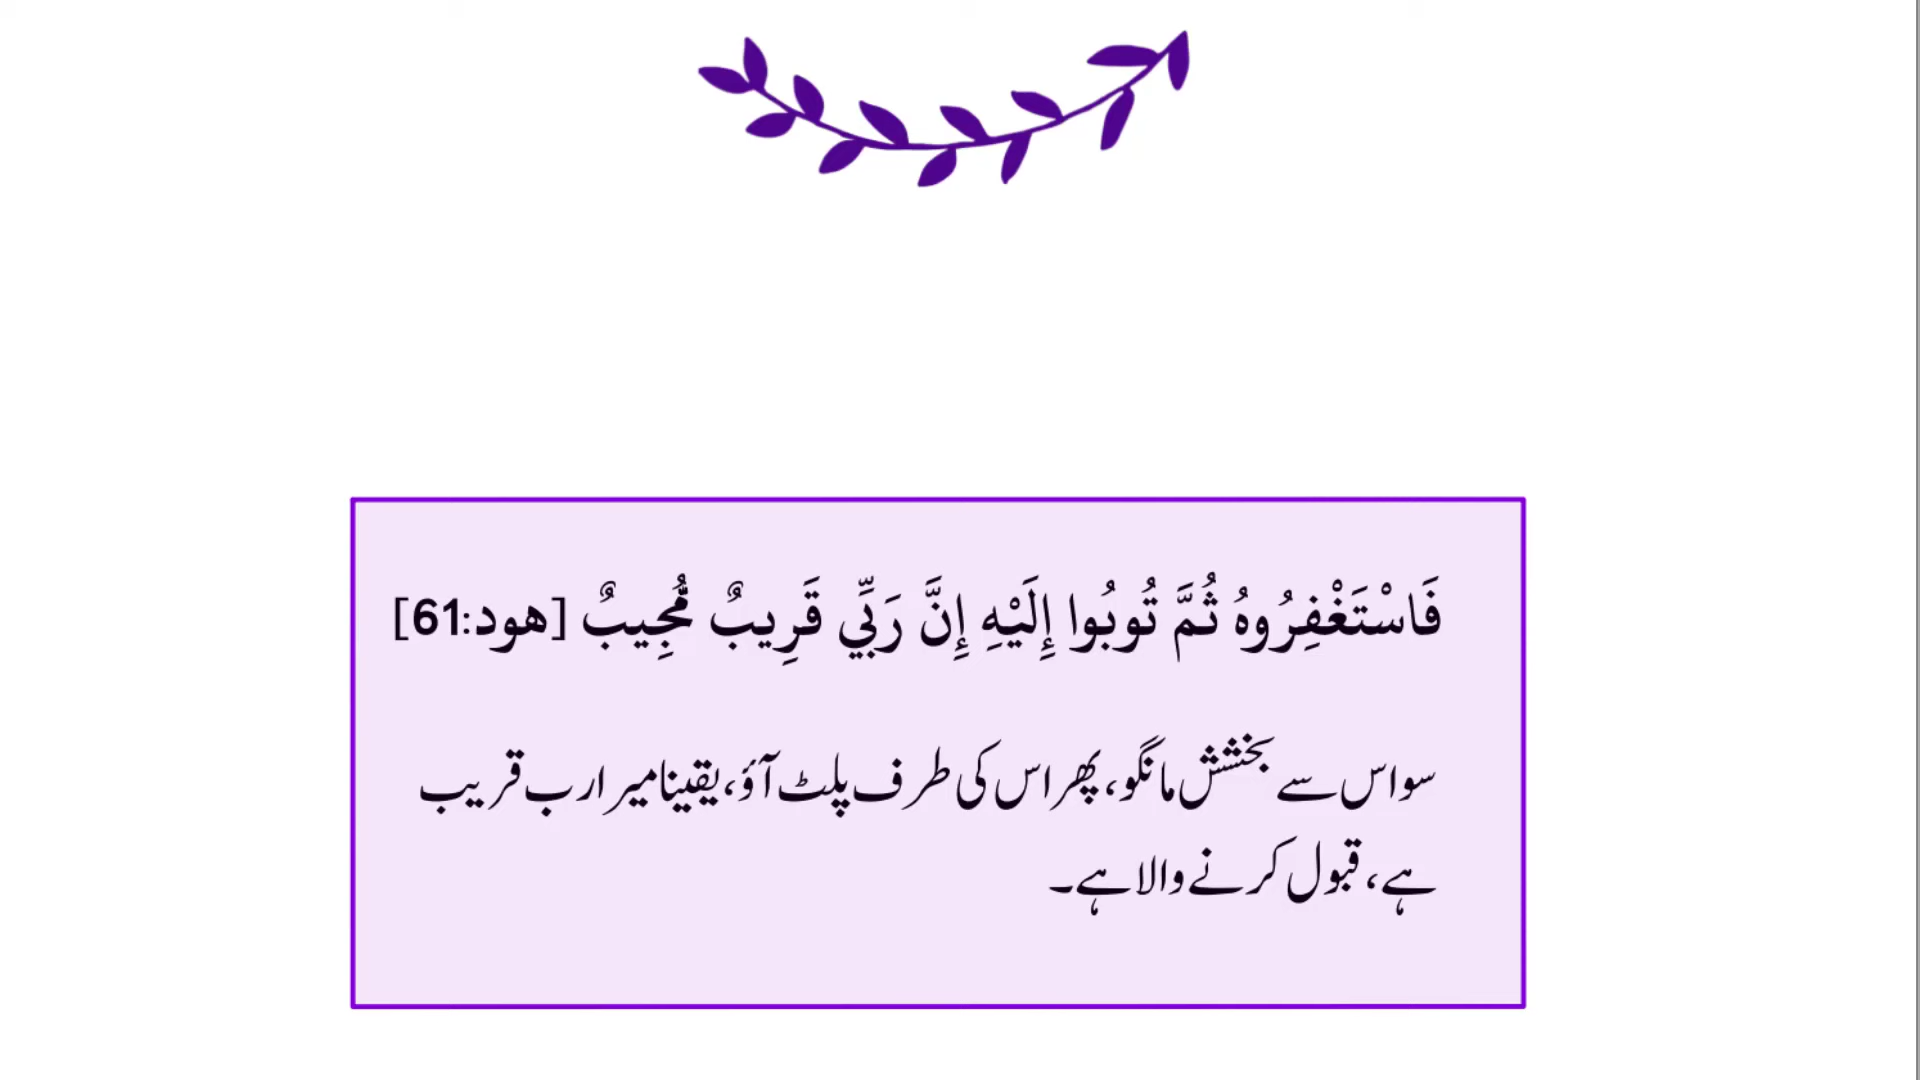 فَاسْتَغْفِرُوهُ ثُمَّ تُوبُوا إِلَيْهِ إِنَّ رَبِّي قَرِيبٌ مُّجِيبٌ [هود:61]
سو اس سے بخشش مانگو، پھر اس کی طرف پلٹ آؤ، یقینا میرا رب قریب
ہے، قبول کرنے والا ہے۔